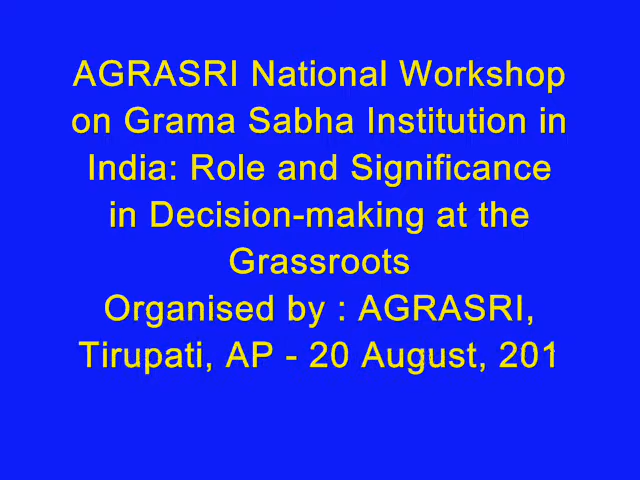 AGRASRI National Workshop
on Grama Sabha Institution in
India: Role and Significance
in Decision-making at the
Grassroots
Organised by : AGRASRI,
Tirupati, AP - 20 August, 201